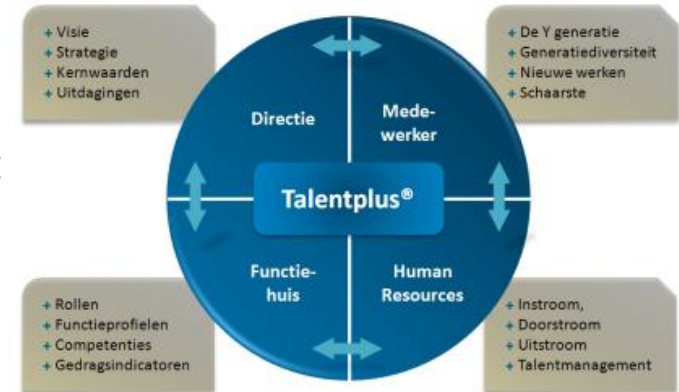 + Visie
+ Strategie
+ Kernwaarden
+ Uitdagingen
+ De Y generatie
+ Generatiediversiteit
+ Nieuwe werken
+ Schaarste
Directie
Mede-
werker
Talentplus®
Functie-
huis
Human
Resources
+ Rollen
+ Functieprofielen
+ Competenties
+ Gedragsindicatoren
+ Instroom,
+ Doorstroom
+ Uitstroom
+ Talentmanagement